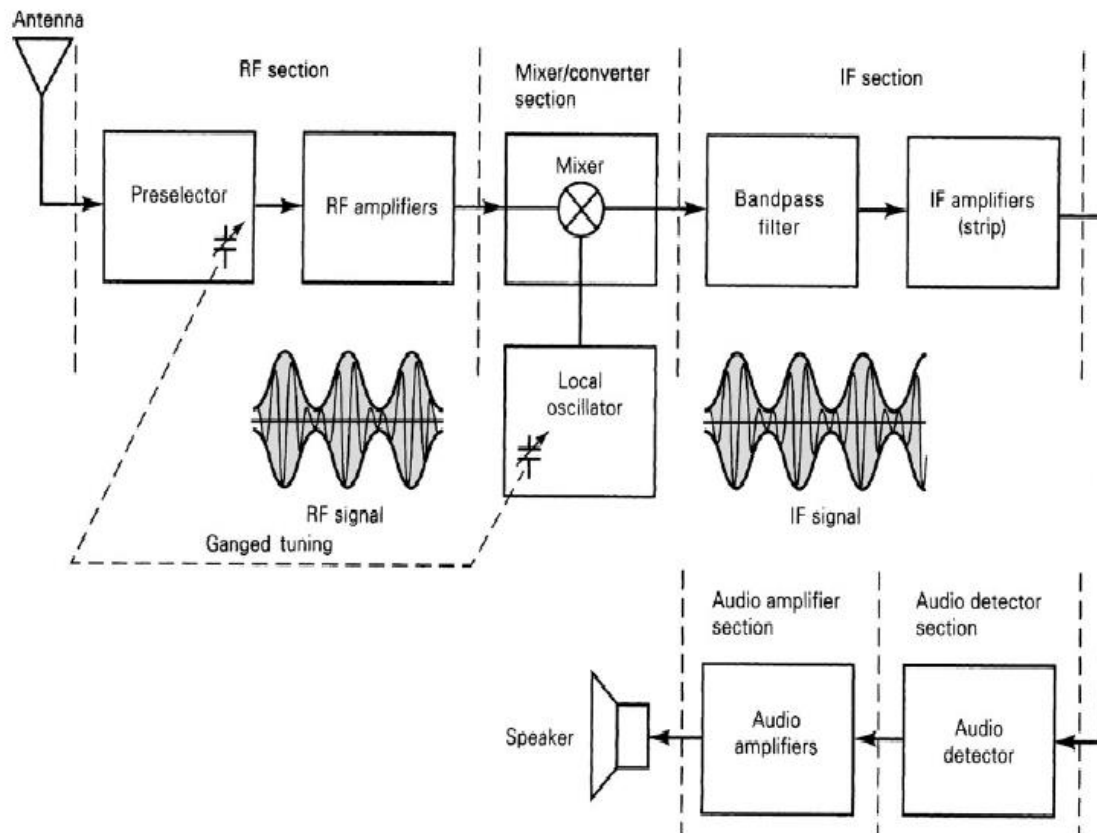 Antenna
RF section
Mixer/converter
section
IF section
Preselector
RF amplifiers
Mixer
Bandpass
filter
IF amplifiers
(strip)
Local
oscillator
RF signal
IF signal
Ganged tuning
Audio amplifier
section
Audio detector
section
Speaker
Audio
amplifiers
Audio
detector